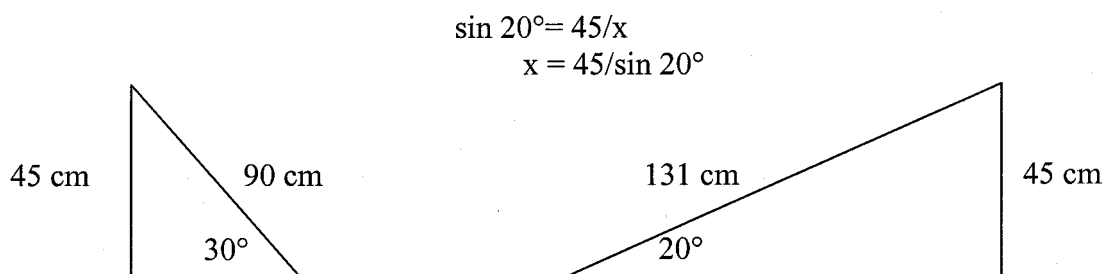 sin 20°= 45/x
x = 45/sin 20°
45 cm
90 cm
131 cm
45 cm
30°
20°